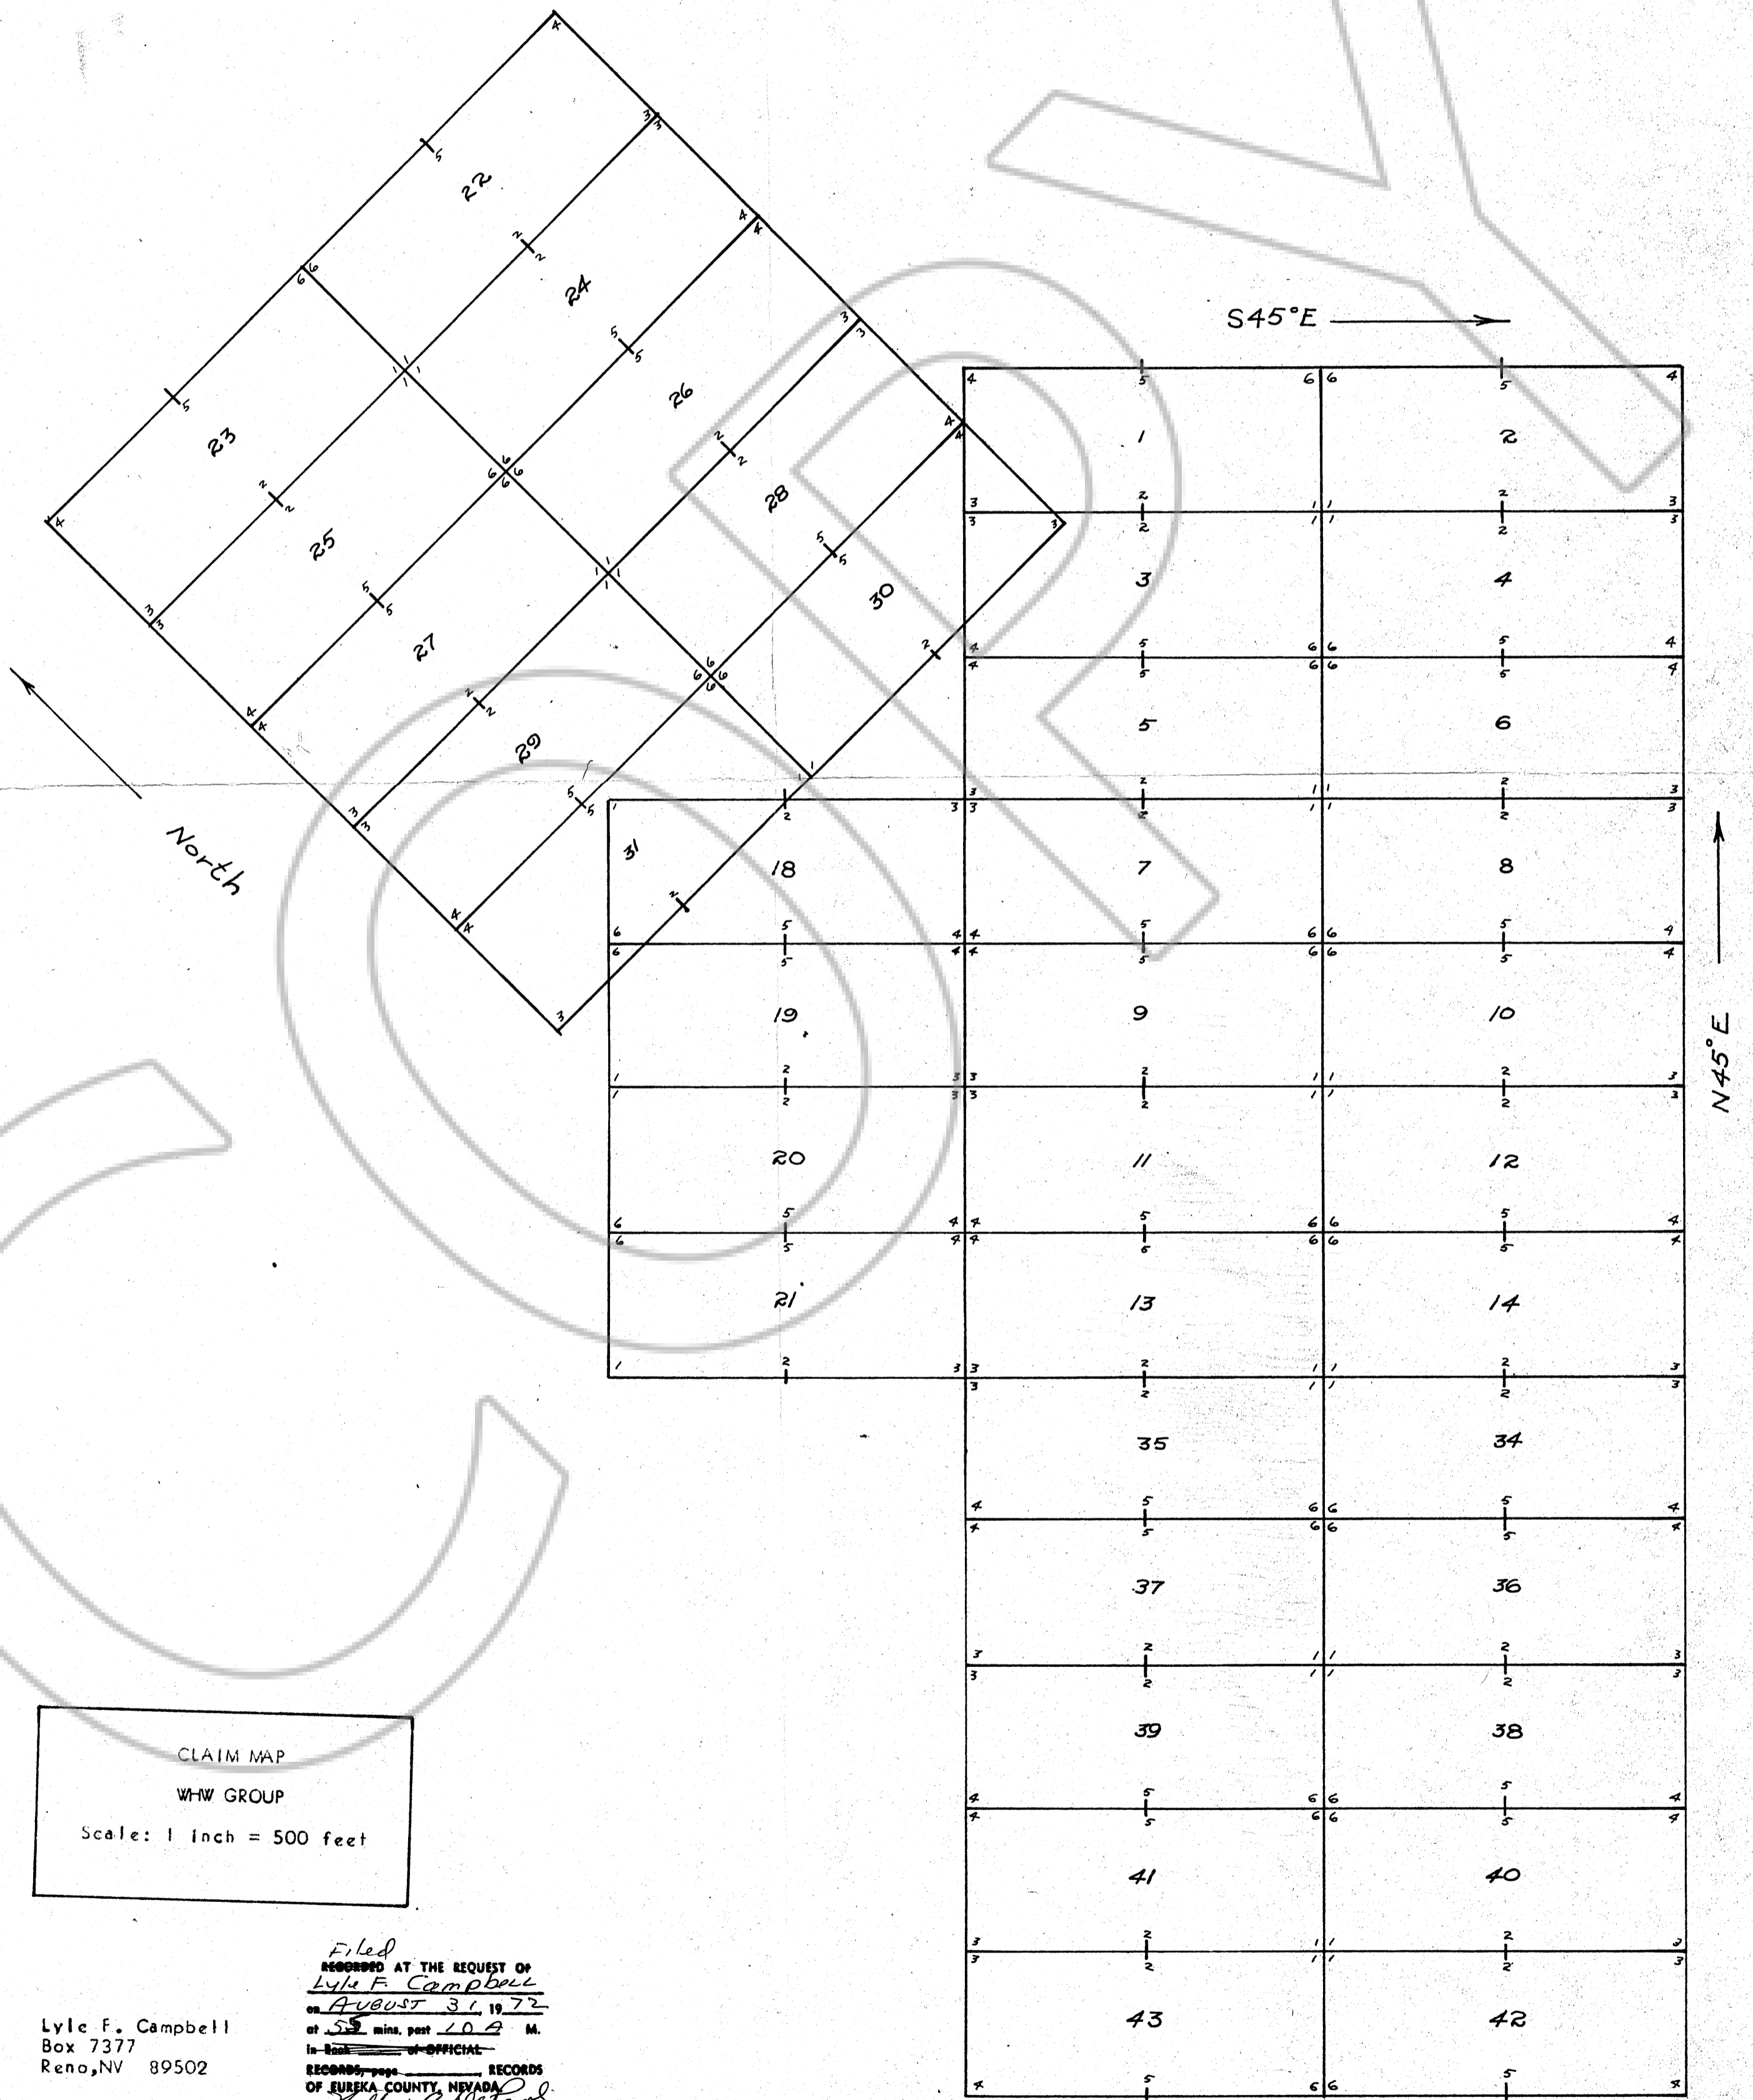 S45°E
N45°E
North
22
24
26
28
30
23
25
27
29
31
1
2
3
4
5
6
18
7
8
19
9
10
20
11
12
21
13
14
35
34
37
36
39
38
41
40
43
42
CLAIM MAP
WHW GROUP
Scale: 1 inch = 500 feet
Lyle F. Campbell
Box 7377
Reno, NV 89502
Filed
RECORDED AT THE REQUEST OF
Lyle F. Campbell
on AUGUST 31, 19 72
at 55 mins. past 10 A M.
in Book of OFFICIAL
RECORDS, page RECORDS
OF EUREKA COUNTY, NEVADA
COPY